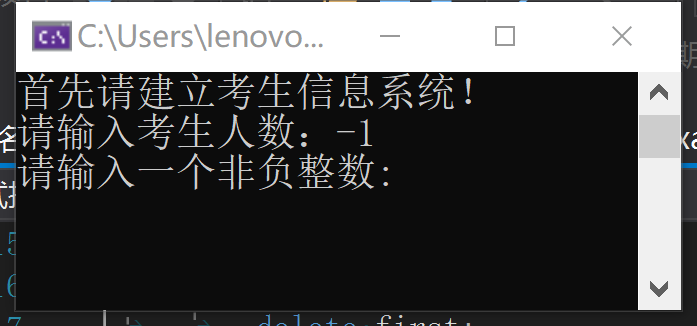 C:\Users\lenovo...
首先请建立考生信息系统！
请输入考生人数：-1
请输入一个非负整数:
delete first;